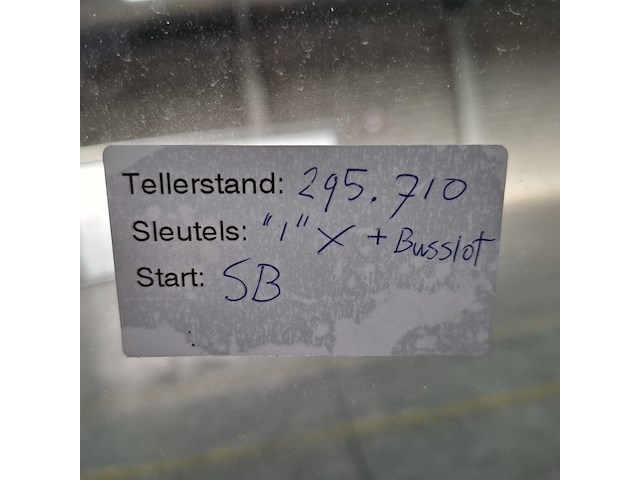 Tellerstand: 295.710
Sleutels: "1" X + Busslot
Start: SB